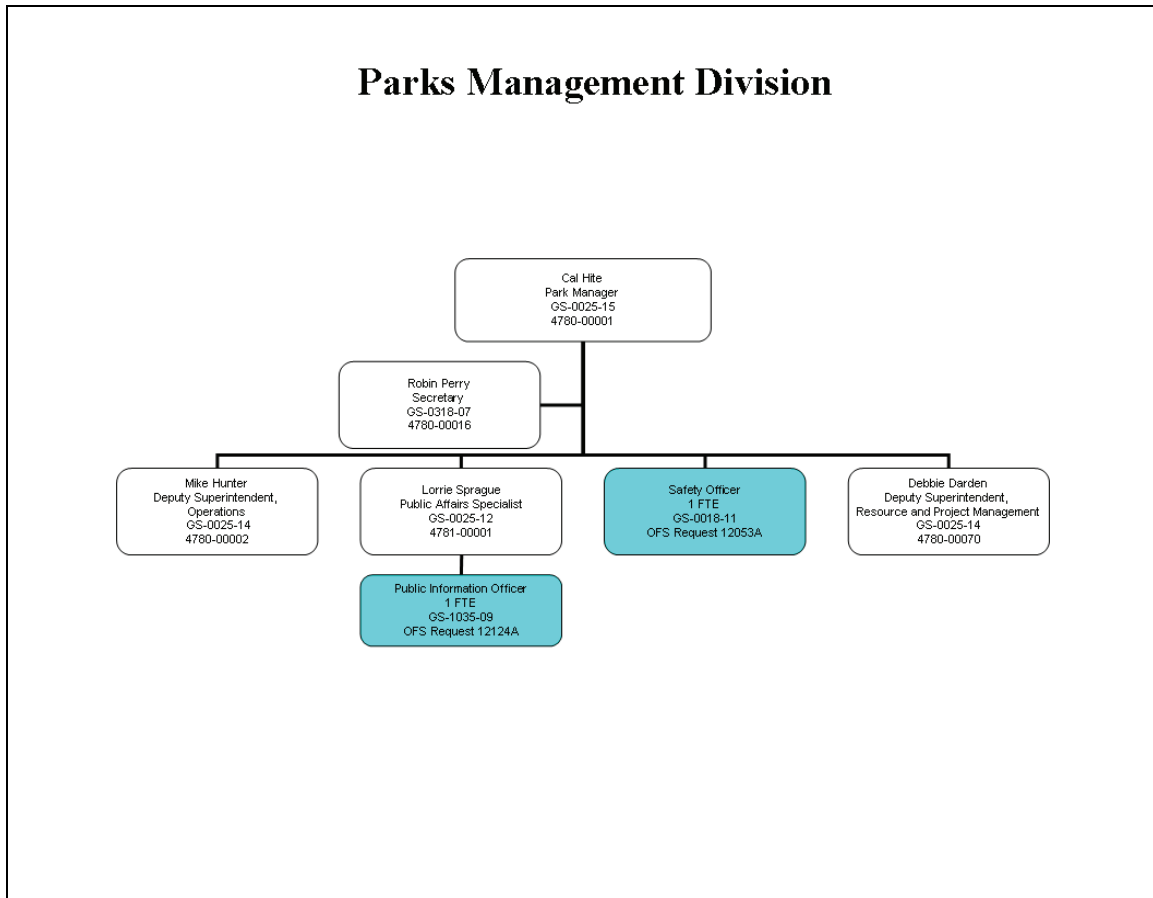 Parks Management Division
Cal Hite
Park Manager
GS-0025-15
4780-00001
Robin Perry
Secretary
GS-0318-07
4780-00016
Mike Hunter
Deputy Superintendent,
Operations
GS-0025-14
4780-00002
Lorrie Sprague
Public Affairs Specialist
GS-0025-12
4781-00001
Safety Officer
1 FTE
GS-0018-11
OFS Request 12053A
Debbie Darden
Deputy Superintendent,
Resource and Project Management
GS-0025-14
4780-00070
Public Information Officer
1 FTE
GS-1035-09
OFS Request 12124A